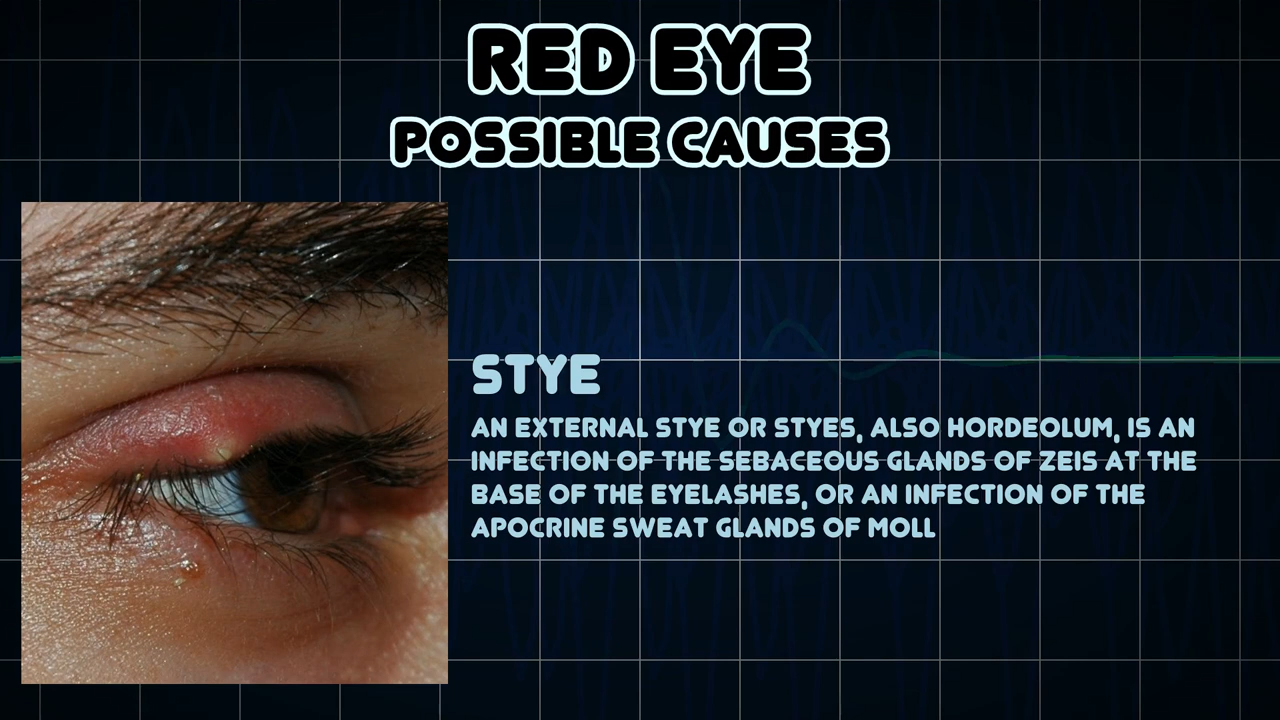 RED EYE
POSSIBLE CAUSES
STYE
AN EXTERNAL STYE OR STYES, ALSO HORDEOLUM, IS AN
INFECTION OF THE SEBACEOUS GLANDS OF ZEIS AT THE
BASE OF THE EYELASHES, OR AN INFECTION OF THE
APOCRINE SWEAT GLANDS OF MOLL